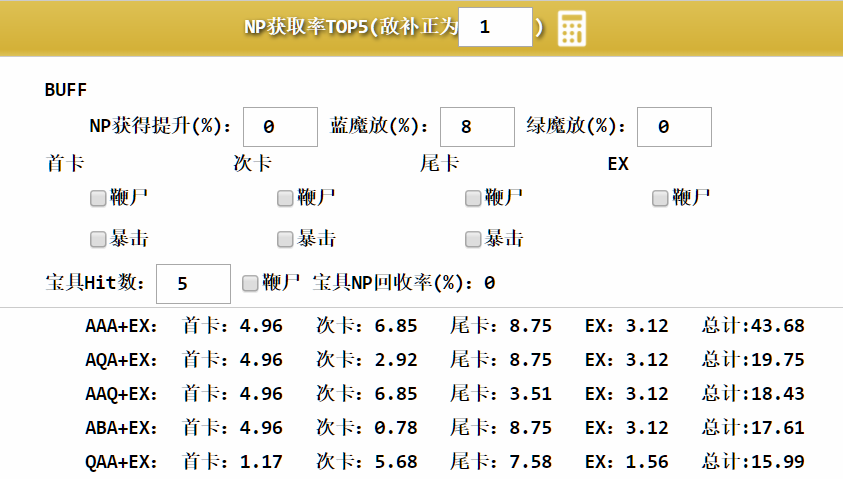 NP获取率TOP5(敌补正为 1 )
BUFF
NP获得提升(%)： 0 蓝魔放(%)： 8 绿魔放(%)： 0
首卡 次卡 尾卡 EX
鞭尸 鞭尸 鞭尸 鞭尸
暴击 暴击 暴击
宝具Hit数： 5 鞭尸 宝具NP回收率(%)：0
AAA+EX： 首卡：4.96 次卡：6.85 尾卡：8.75 EX：3.12 总计:43.68
AQA+EX： 首卡：4.96 次卡：2.92 尾卡：8.75 EX：3.12 总计:19.75
AAQ+EX： 首卡：4.96 次卡：6.85 尾卡：3.51 EX：3.12 总计:18.43
ABA+EX： 首卡：4.96 次卡：0.78 尾卡：8.75 EX：3.12 总计:17.61
QAA+EX： 首卡：1.17 次卡：5.68 尾卡：7.58 EX：1.56 总计:15.99